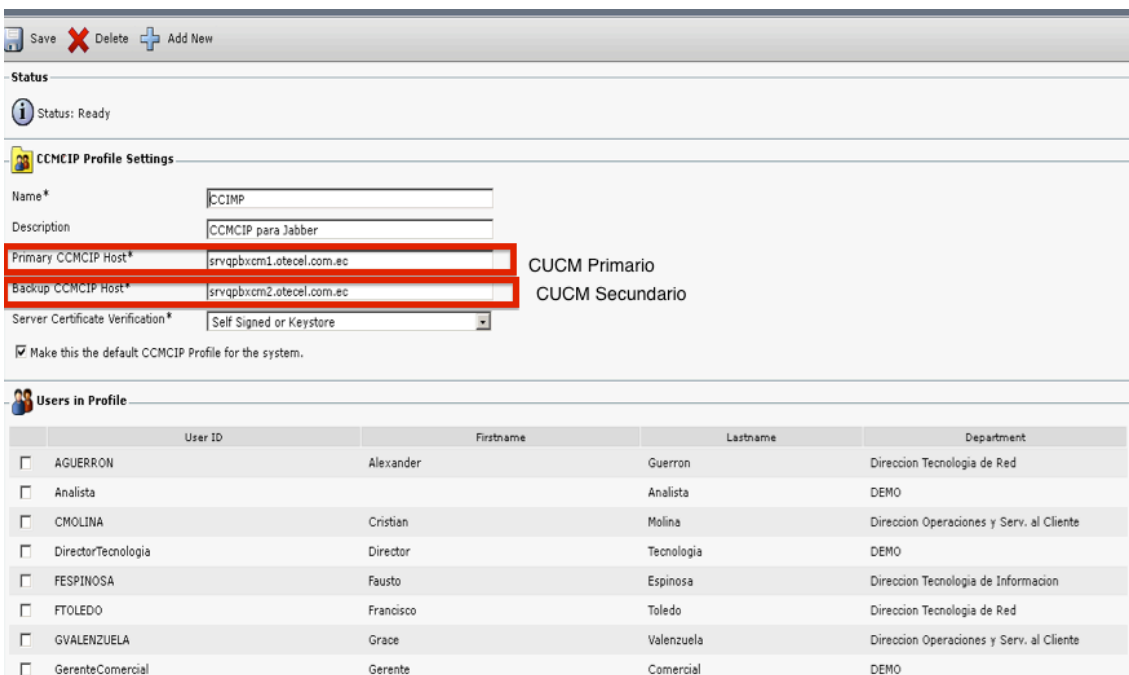 Save Delete Add New
Status
Status: Ready
CCMCIP Profile Settings
Name* CCIMP
Description CCMCIP para Jabber
Primary CCMCIP Host* srvqpbxcm1.otecel.com.ec CUCM Primario
Backup CCMCIP Host* srvqpbxcm2.otecel.com.ec CUCM Secundario
Server Certificate Verification* Self Signed or Keystore
Make this the default CCMCIP Profile for the system.
Users in Profile
User ID Firstname Lastname Department
AGUERRON Alexander Guerron Direccion Tecnologia de Red
Analista Analista DEMO
CMOLINA Cristian Molina Direccion Operaciones y Serv. al Cliente
DirectorTecnologia Director Tecnologia DEMO
FESPINOSA Fausto Espinosa Direccion Tecnologia de Informacion
FTOLEDO Francisco Toledo Direccion Tecnologia de Red
GVALENZUELA Grace Valenzuela Direccion Operaciones y Serv. al Cliente
GerenteComercial Gerente Comercial DEMO